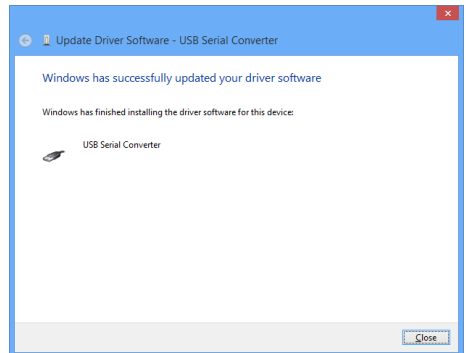 Update Driver Software - USB Serial Converter
Windows has successfully updated your driver software
Windows has finished installing the driver software for this device:
USB Serial Converter
Close